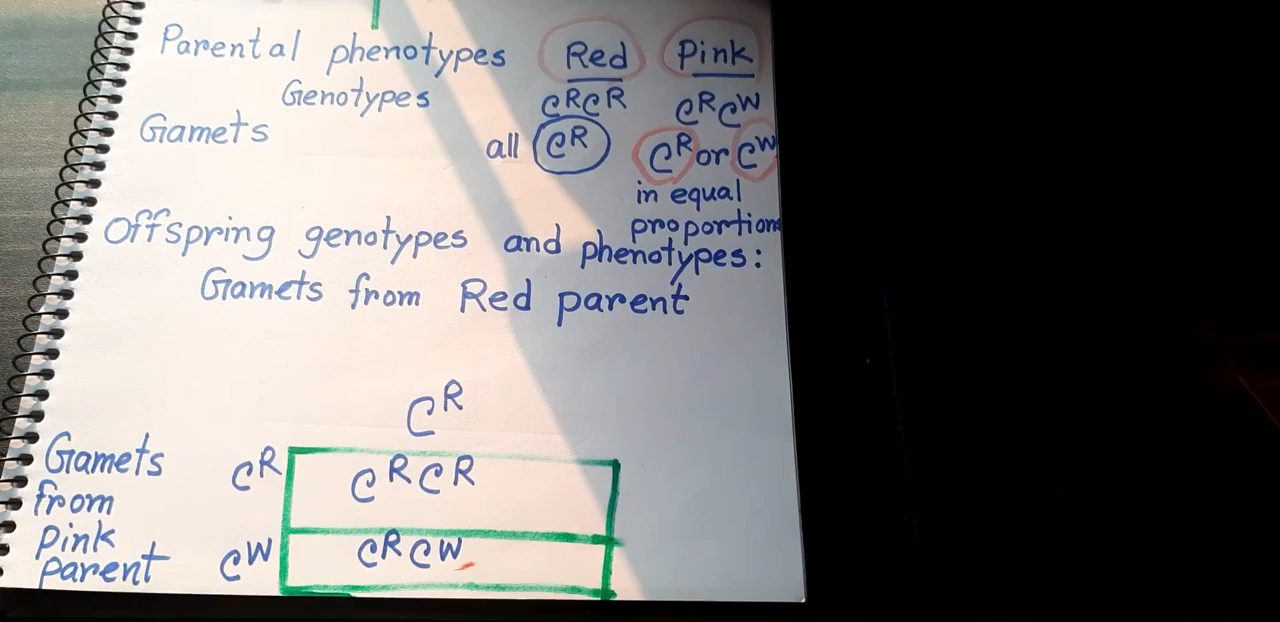 Parental phenotypes Red Pink
Genotypes CRCR CRCW
Gamets all CR CR or CW
in equal
proportions
Offspring genotypes and phenotypes:
Gamets from Red parent
CR
Gamets from Pink parent
CR CRCR
CW CRCW